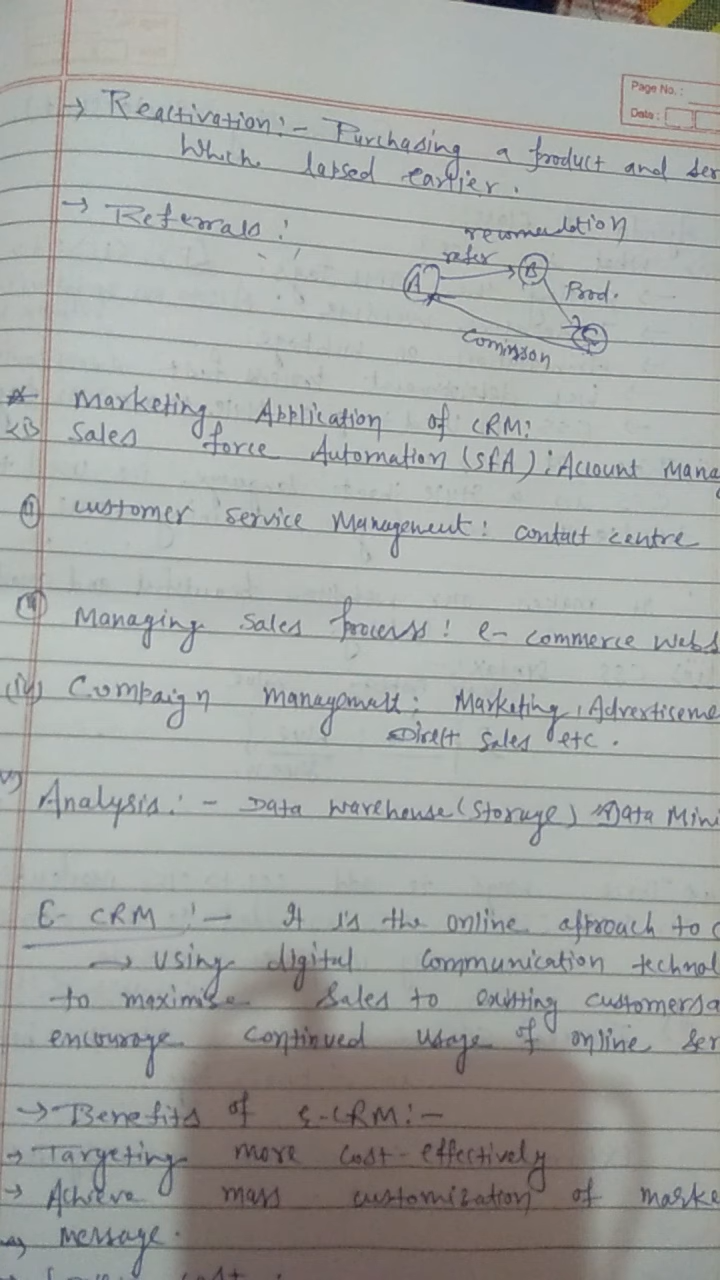 Page No.:
Date:
→ Reactivation:- Purchasing a product and ser
Which lapsed earlier.
→ Referrals:
recomendation
refer
A
B
Prod.
C
Comisson
* Marketing Application of CRM:
(i) Sales force Automation (SFA): Account Mana
(ii) customer service Management: contact centre
(iii) Managing Sales Process: e-commerce webs
(iv) Compaign management: Marketing, Advertiseme
Direct Sales etc.
v) Analysis:- Data warehouse (Storage) Data Mini
E-CRM:- It is the online approach to c
→ using digital communication technol
to maximise sales to existing customers a
encourage continued usage of online ser
→ Benefits of E-CRM:-
→ Targeting more cost-effectively
→ Achieve mass customization of marke
→ message.